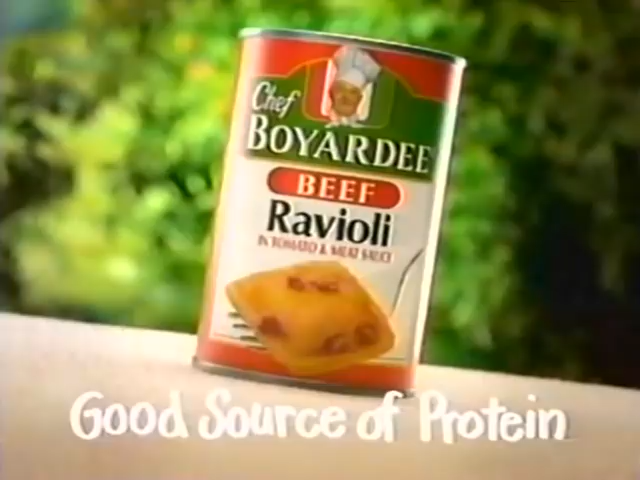 Chef
BOYARDEE
BEEF
Ravioli
IN TOMATO & MEAT SAUCE
Good Source of Protein